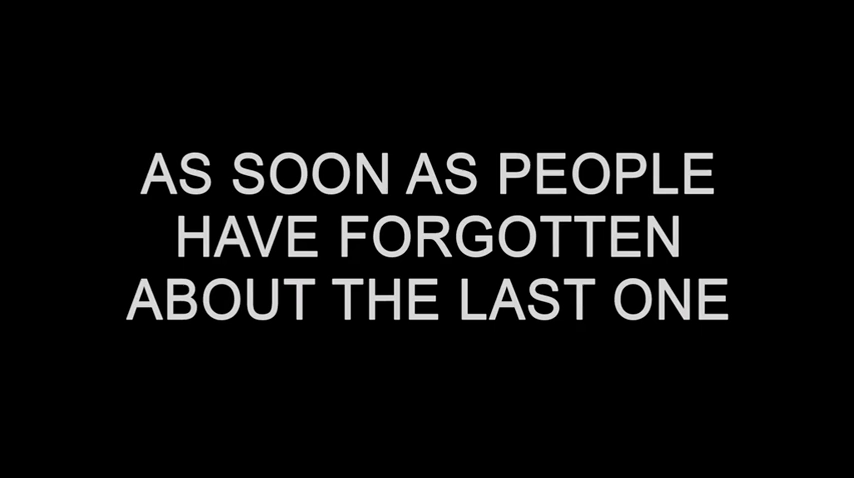 AS SOON AS PEOPLE
HAVE FORGOTTEN
ABOUT THE LAST ONE